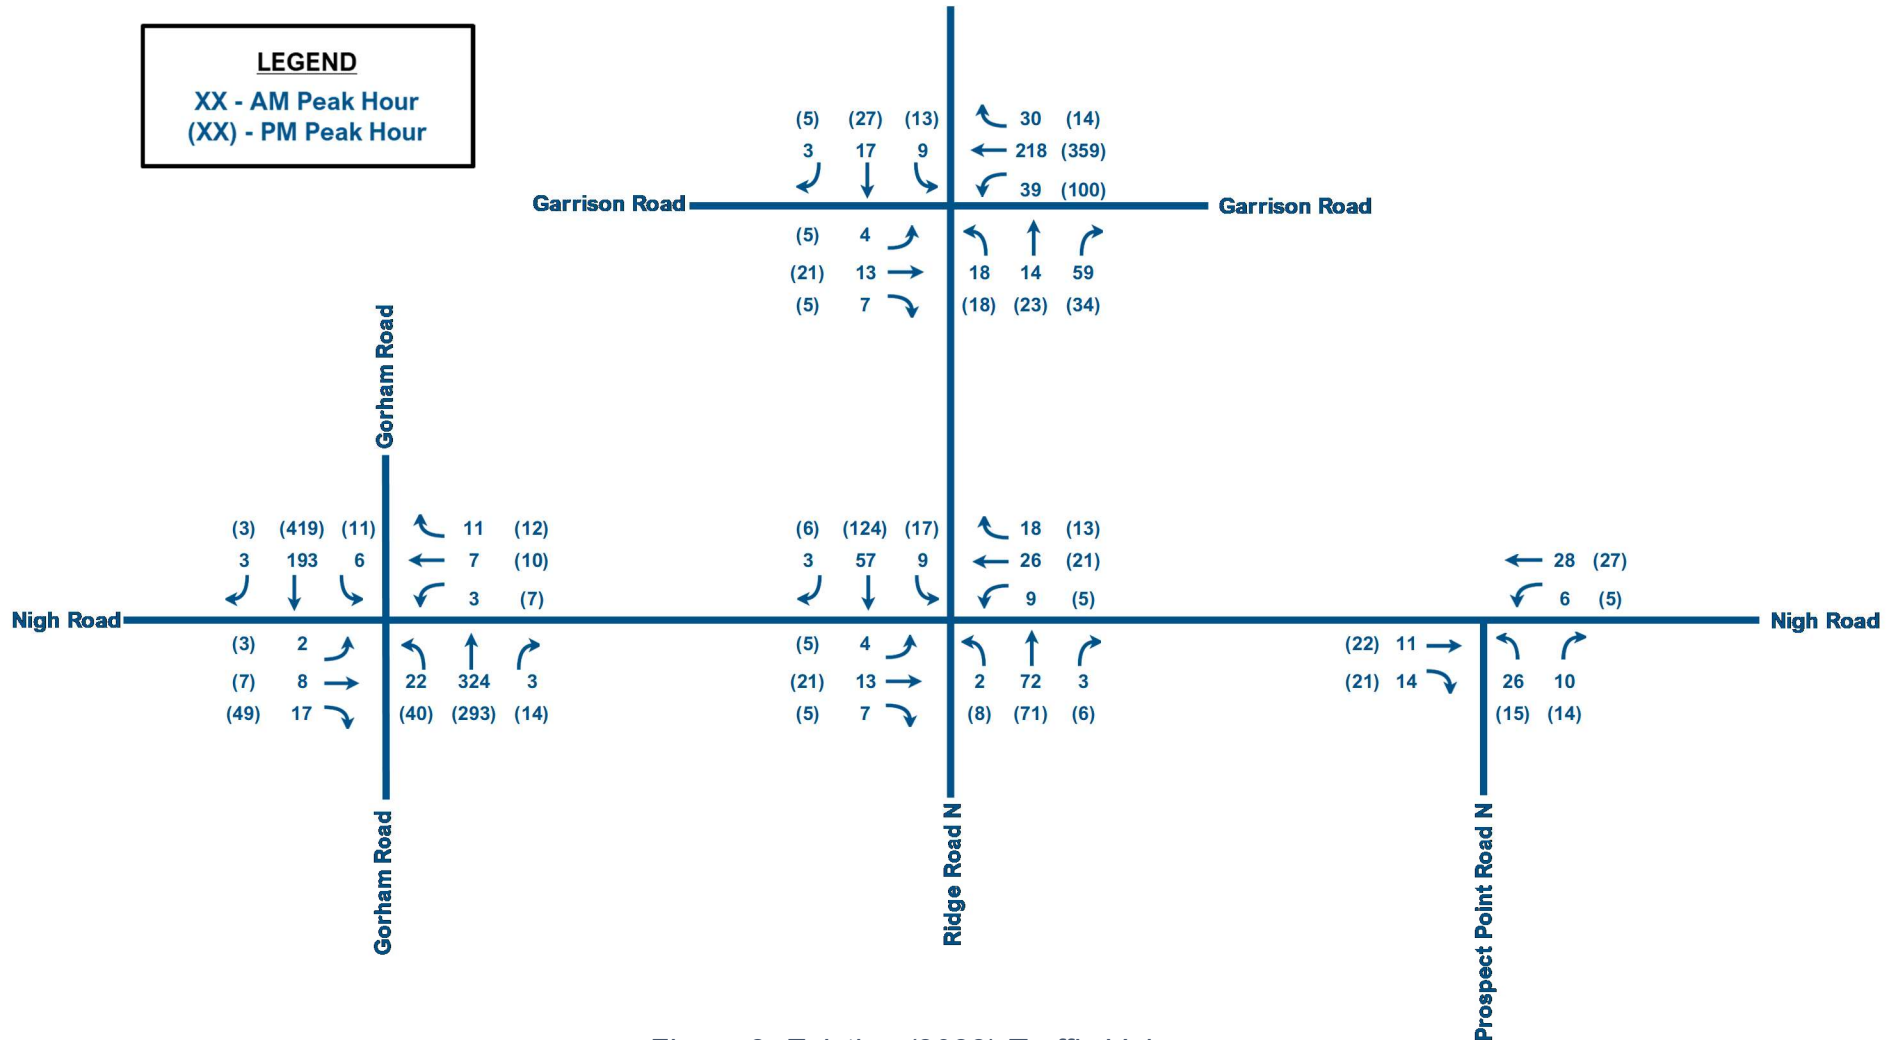 LEGEND
XX - AM Peak Hour
(XX) - PM Peak Hour
(5) (27) (13) 30 (14)
3 17 9 218 (359)
39 (100)
Garrison Road Garrison Road
(5) 4
(21) 13 18 14 59
(5) 7 (18) (23) (34)
Gorham Road
(3) (419) (11) 11 (12) (6) (124) (17) 18 (13)
3 193 6 7 (10) 3 57 9 26 (21) 28 (27)
3 (7) 9 (5) 6 (5)
Nigh Road Nigh Road
(3) 2 (5) 4 (22) 11
(7) 8 22 324 3 (21) 13 2 72 3 (21) 14 26 10
(49) 17 (40) (293) (14) (5) 7 (8) (71) (6) (15) (14)
Gorham Road
Ridge Road N
Prospect Point Road N